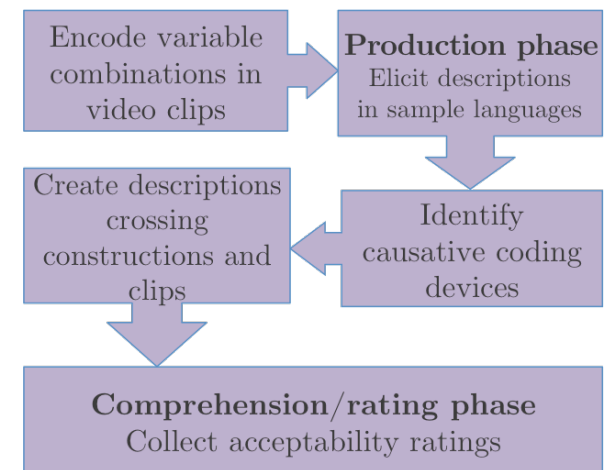 Encode variable
combinations in
video clips
Production phase
Elicit descriptions
in sample languages
Identify
causative coding
devices
Create descriptions
crossing
constructions and
clips
Comprehension/rating phase
Collect acceptability ratings